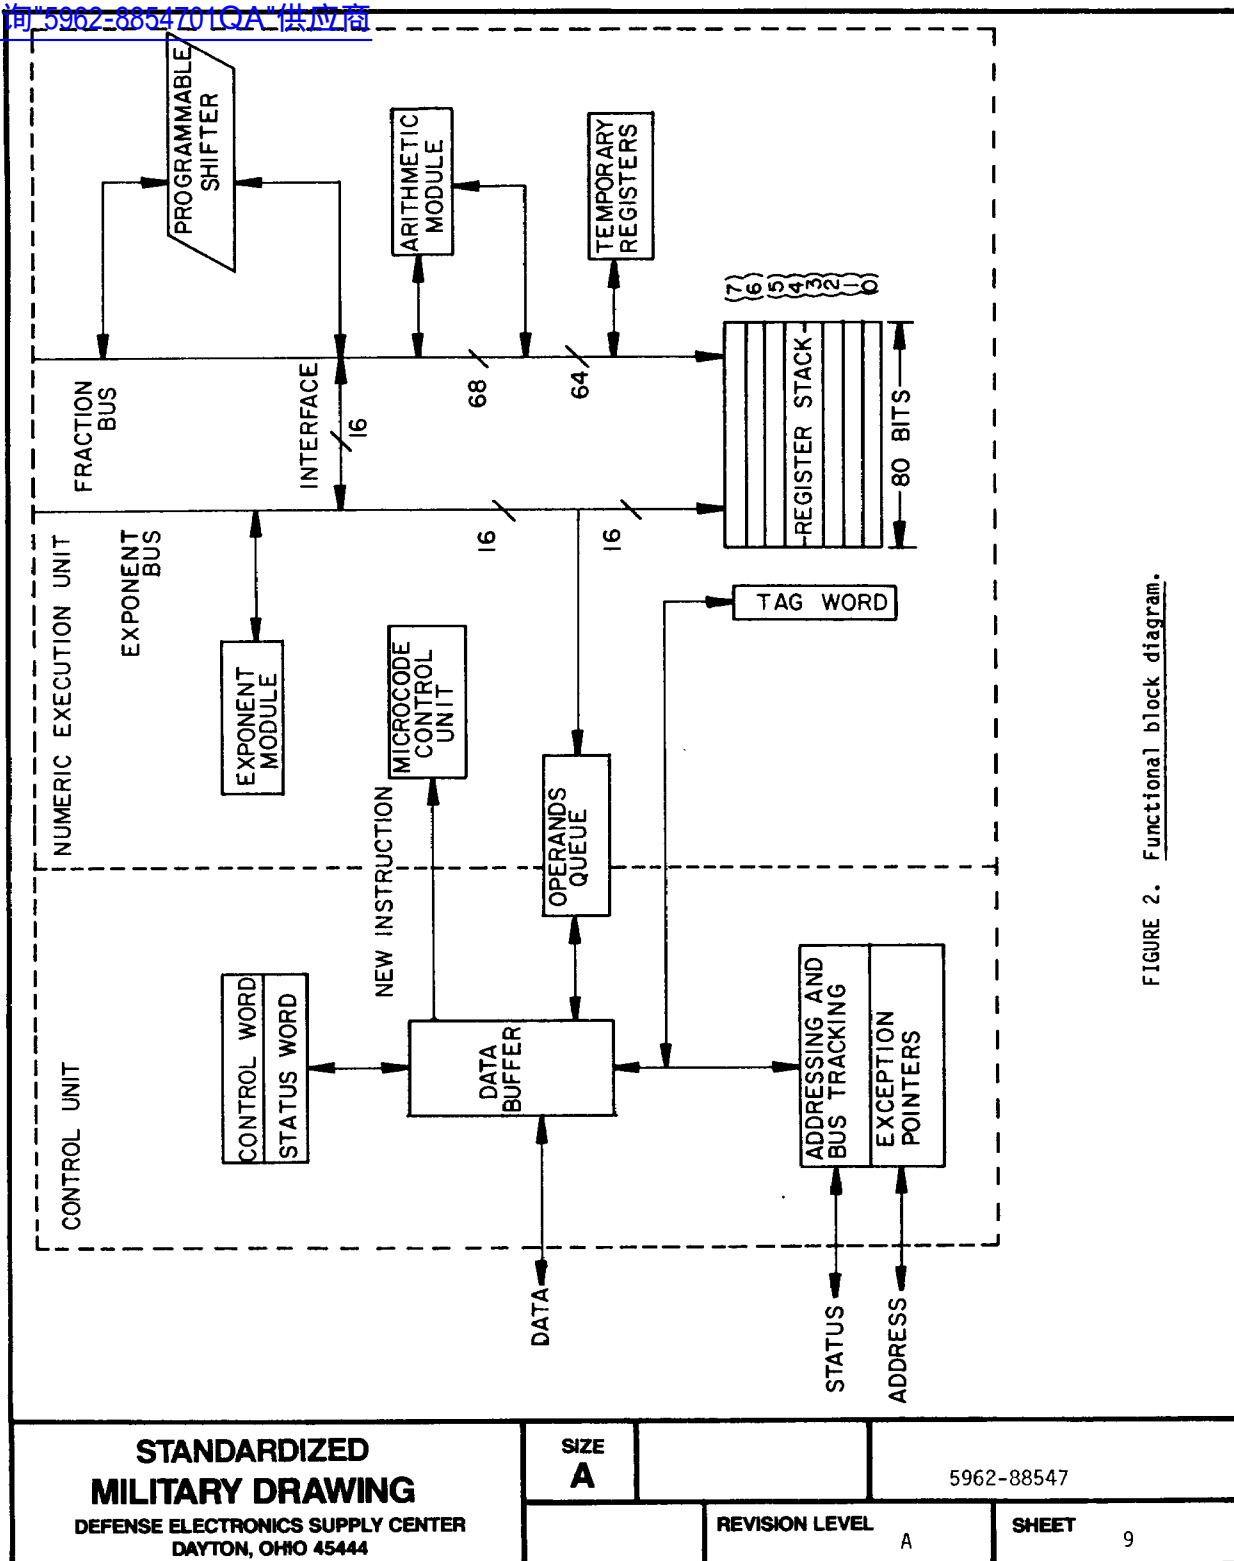 询"5962-8854701QA"供应商
CONTROL UNIT
NUMERIC EXECUTION UNIT
EXPONENT
BUS
FRACTION
BUS
PROGRAMMABLE
SHIFTER
CONTROL WORD
STATUS WORD
EXPONENT
MODULE
INTERFACE
16
NEW INSTRUCTION
MICROCODE
CONTROL
UNIT
ARITHMETIC
MODULE
DATA
BUFFER
16
68
DATA
OPERANDS
QUEUE
16
64
TEMPORARY
REGISTERS
TAG WORD
REGISTER STACK
(7)
(6)
(5)
(4)
(3)
(2)
(1)
(0)
80 BITS
STATUS
ADDRESSING AND
BUS TRACKING
ADDRESS
EXCEPTION
POINTERS
FIGURE 2. Functional block diagram.
STANDARDIZED
MILITARY DRAWING
DEFENSE ELECTRONICS SUPPLY CENTER
DAYTON, OHIO 45444
SIZE
A
5962-88547
REVISION LEVEL
A
SHEET
9